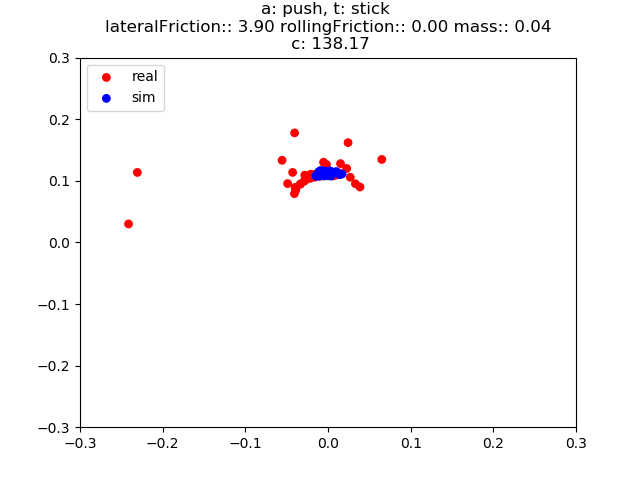 a: push, t: stick
lateralFriction:: 3.90 rollingFriction:: 0.00 mass:: 0.04
c: 138.17
real
sim
0.3
0.2
0.1
0.0
−0.1
−0.2
−0.3
−0.3 −0.2 −0.1 0.0 0.1 0.2 0.3